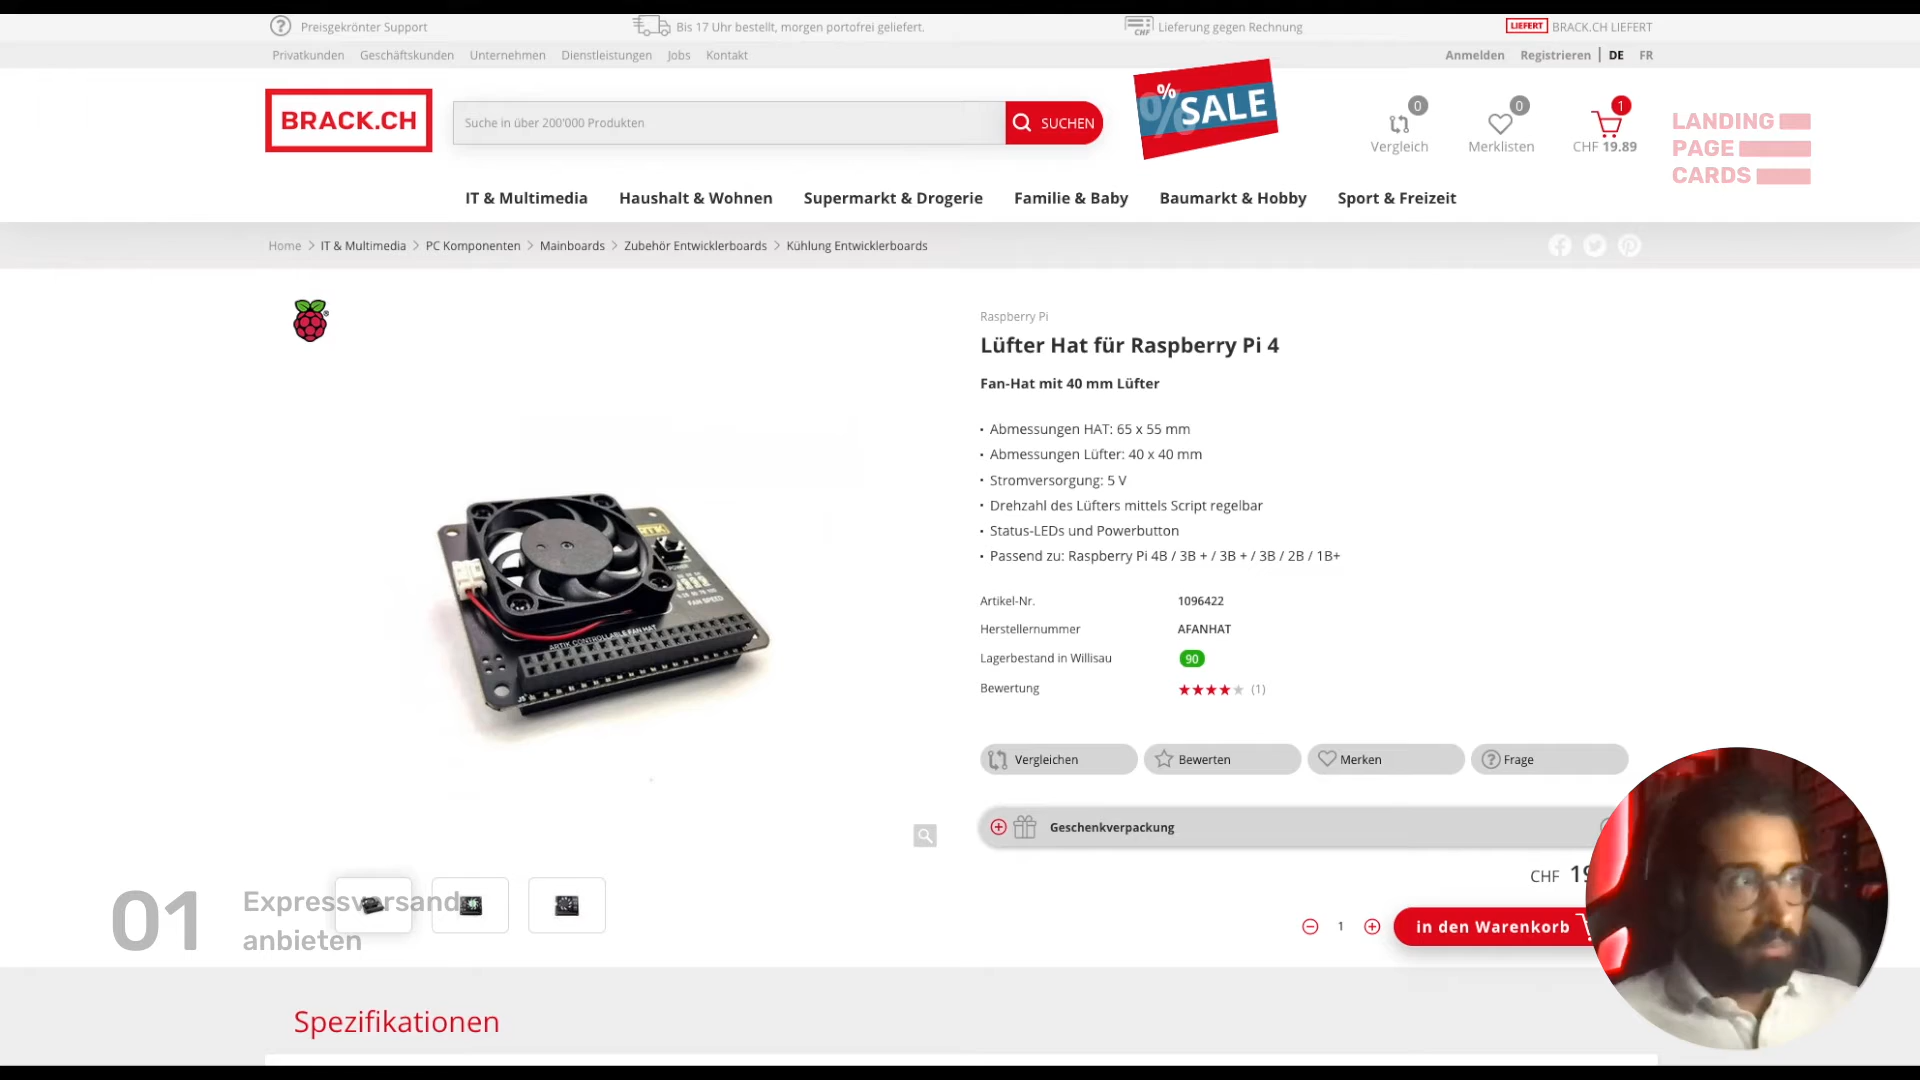 Preisgekrönter Support
Bis 17 Uhr bestellt, morgen portofrei geliefert.
CHF
Lieferung gegen Rechnung
LIEFERT BRACK.CH LIEFERT
Privatkunden Geschäftskunden Unternehmen Dienstleistungen Jobs Kontakt
Anmelden Registrieren | DE FR
BRACK.CH
Suche in über 200'000 Produkten
SUCHEN
% SALE
0
Vergleich
0
Merklisten
1
CHF 19.89
LANDING
PAGE
CARDS
IT & Multimedia Haushalt & Wohnen Supermarkt & Drogerie Familie & Baby Baumarkt & Hobby Sport & Freizeit
Home > IT & Multimedia > PC Komponenten > Mainboards > Zubehör Entwicklerboards > Kühlung Entwicklerboards
Raspberry Pi
Lüfter Hat für Raspberry Pi 4
Fan-Hat mit 40 mm Lüfter
• Abmessungen HAT: 65 x 55 mm
• Abmessungen Lüfter: 40 x 40 mm
• Stromversorgung: 5 V
• Drehzahl des Lüfters mittels Script regelbar
• Status-LEDs und Powerbutton
• Passend zu: Raspberry Pi 4B / 3B + / 3B + / 3B / 2B / 1B+
Artikel-Nr. 1096422
Herstellernummer AFANHAT
Lagerbestand in Willisau 90
Bewertung ★★★★★ (1)
Vergleichen Bewerten Merken Frage
Geschenkverpackung
CHF
1
in den Warenkorb
ARTIK CONTROLLABLE FAN HAT
FAN SPEED
01
Expressversand
anbieten
Spezifikationen